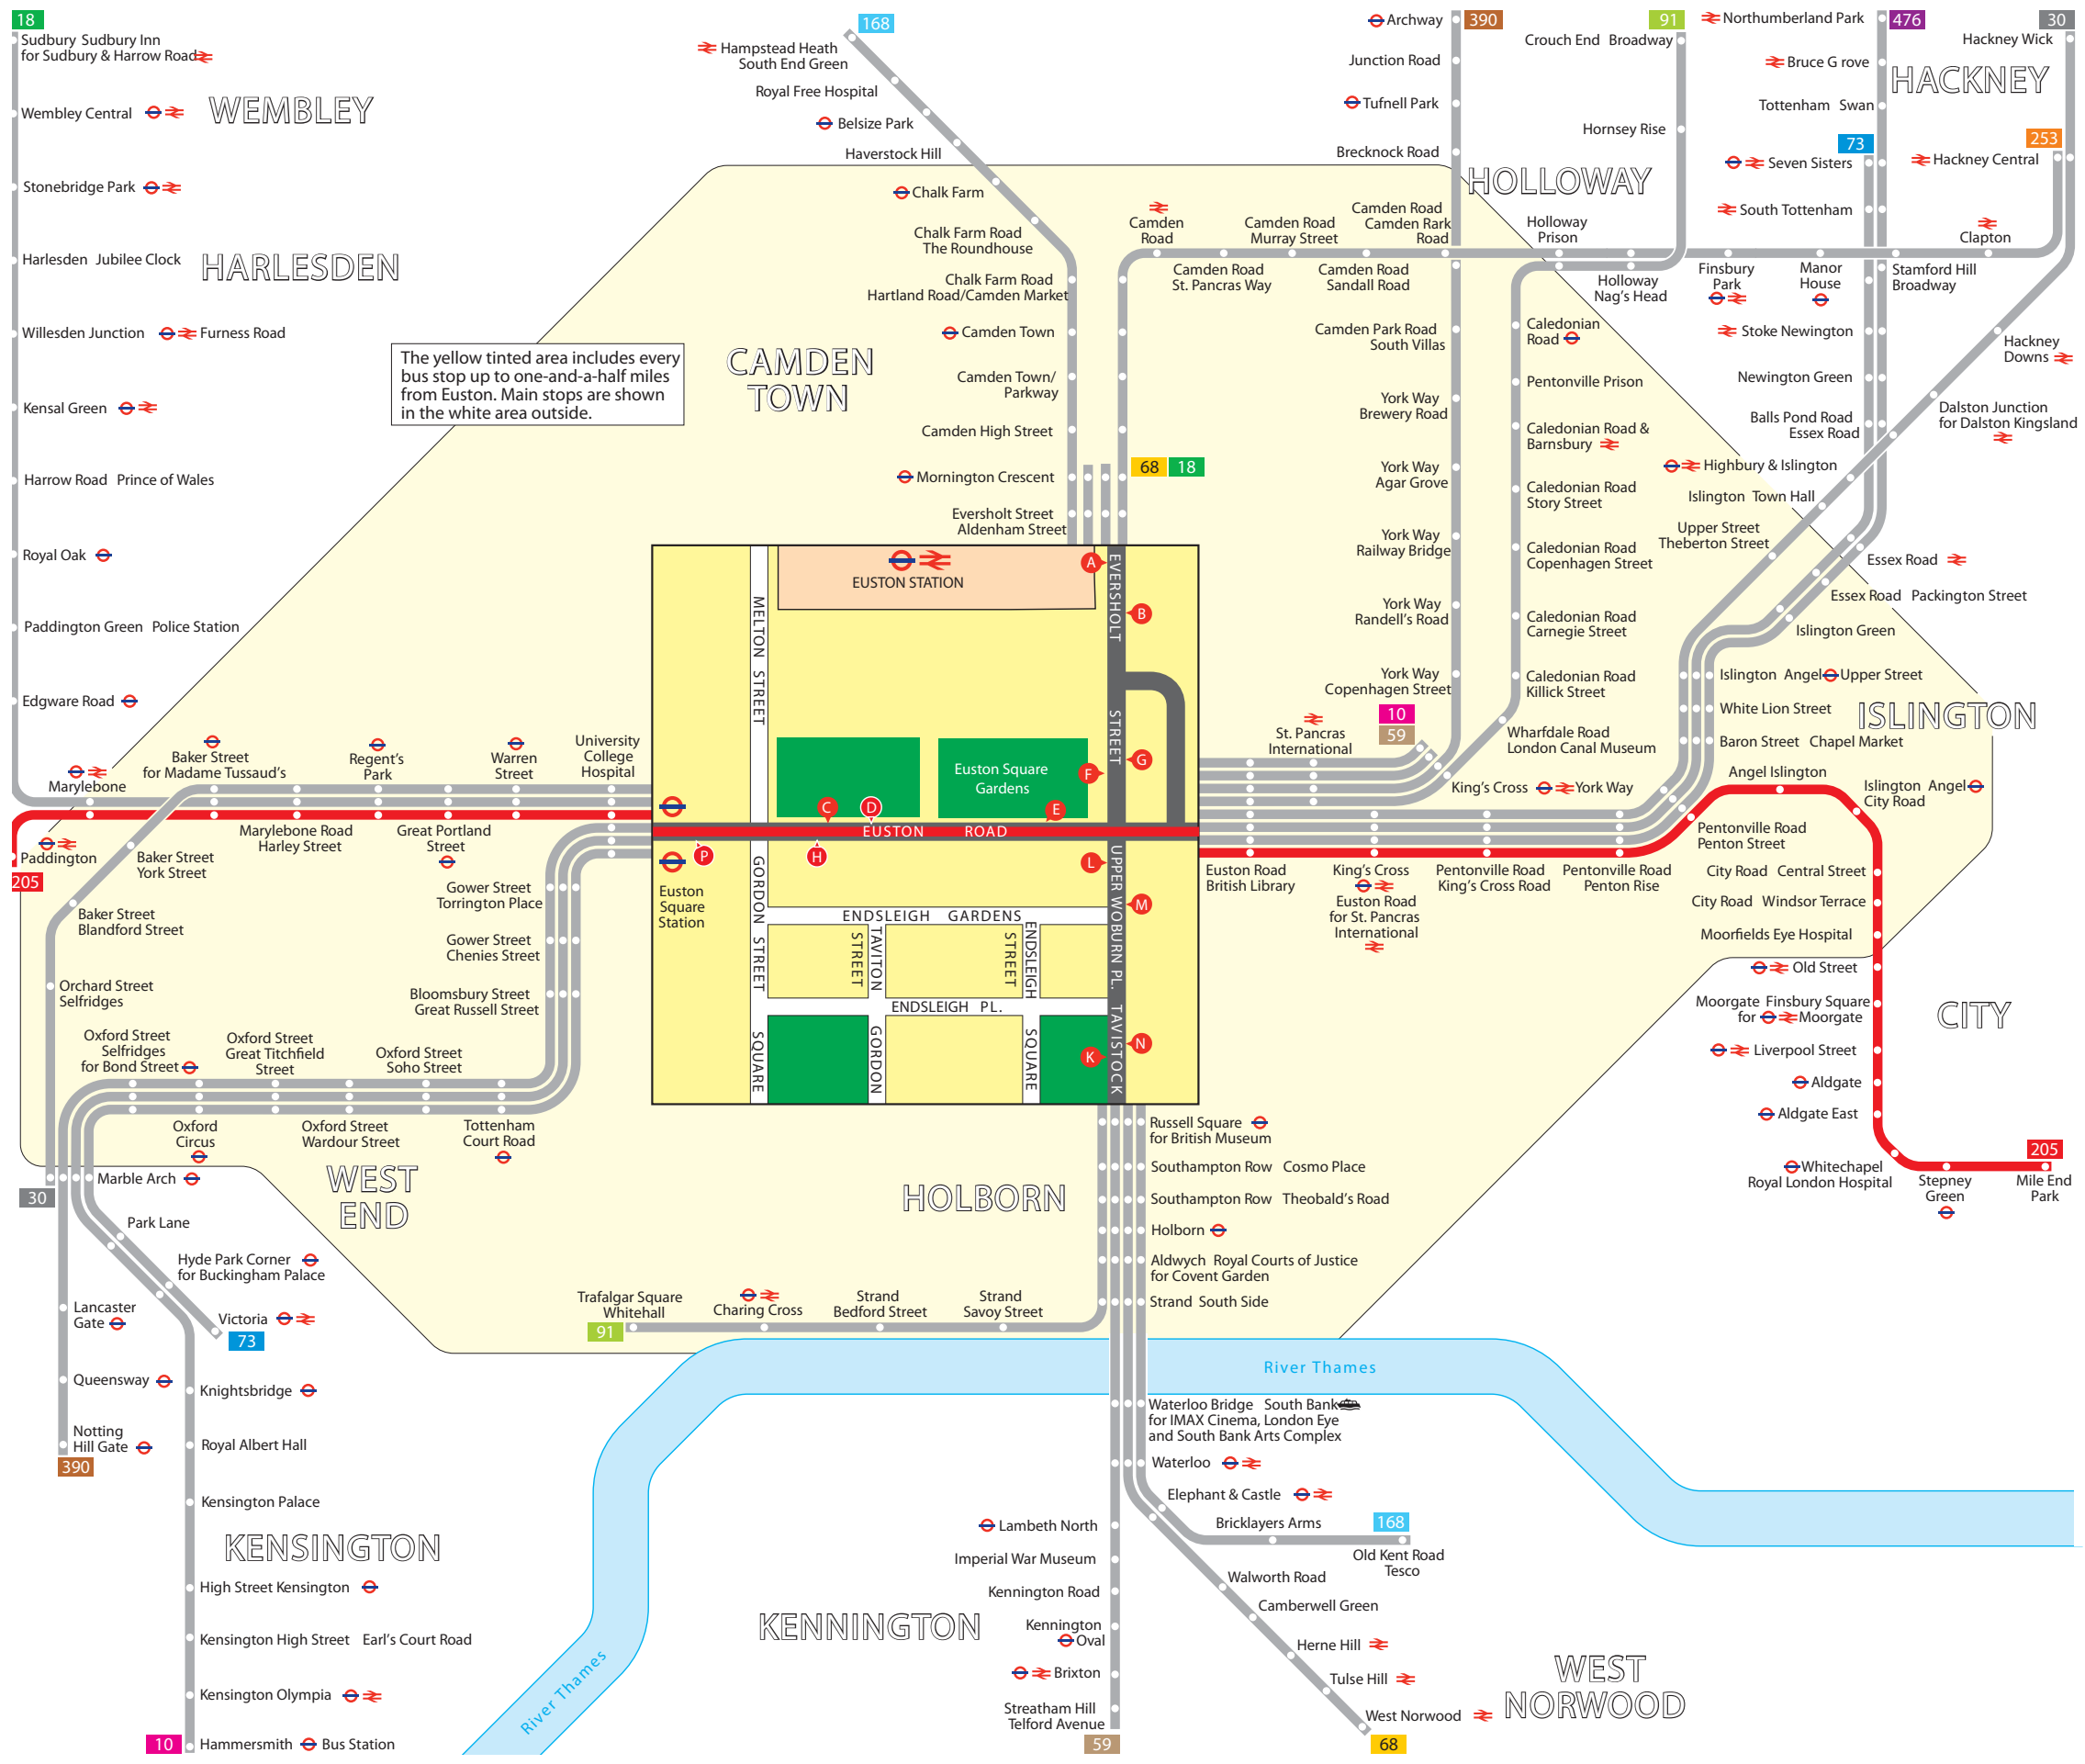 18
Sudbury Sudbury Inn
for Sudbury & Harrow Road
Wembley Central
WEMBLEY
Stonebridge Park
Harlesden Jubilee Clock
HARLESDEN
Willesden Junction
Furness Road
Kensal Green
Harrow Road Prince of Wales
Royal Oak
Paddington Green Police Station
Edgware Road
Marylebone
Paddington
205
The yellow tinted area includes every
bus stop up to one-and-a-half miles
from Euston. Main stops are shown
in the white area outside.
168
Hampstead Heath
South End Green
Royal Free Hospital
Belsize Park
Haverstock Hill
Chalk Farm
Chalk Farm Road
The Roundhouse
Chalk Farm Road
Hartland Road/Camden Market
Camden Town
CAMDEN
TOWN
Camden Town/
Parkway
Camden High Street
Mornington Crescent
Eversholt Street
Aldenham Street
68
18
Archway
390
Junction Road
Tufnell Park
Brecknock Road
HOLLOWAY
Camden
Road
Camden Road
St. Pancras Way
Camden Road
Murray Street
Camden Road
Sandall Road
Camden Road
Camden Park
Road
Camden Park Road
South Villas
York Way
Brewery Road
York Way
Agar Grove
York Way
Railway Bridge
York Way
Randell's Road
York Way
Copenhagen Street
10
59
St. Pancras
International
91
Crouch End Broadway
Hornsey Rise
Holloway
Prison
Holloway
Nag's Head
Caledonian
Road
Pentonville Prison
Caledonian Road &
Barnsbury
Caledonian Road
Story Street
Caledonian Road
Copenhagen Street
Caledonian Road
Carnegie Street
Caledonian Road
Killick Street
Wharfdale Road
London Canal Museum
King's Cross
York Way
Northumberland Park
476
Bruce G rove
Tottenham Swan
73
Seven Sisters
South Tottenham
30
Hackney Wick
HACKNEY
253
Hackney Central
Clapton
Finsbury
Park
Manor
House
Stamford Hill
Broadway
Stoke Newington
Newington Green
Balls Pond Road
Essex Road
Hackney
Downs
Dalston Junction
for Dalston Kingsland
Highbury & Islington
Islington Town Hall
Upper Street
Theberton Street
Essex Road
Essex Road Packington Street
Islington Green
Islington Angel
Upper Street
White Lion Street
ISLINGTON
Baron Street Chapel Market
Angel Islington
Islington Angel
City Road
Pentonville Road
Penton Street
City Road Central Street
City Road Windsor Terrace
Moorfields Eye Hospital
Old Street
Moorgate Finsbury Square
for
Moorgate
CITY
Liverpool Street
Aldgate
Aldgate East
Whitechapel
Royal London Hospital
Stepney
Green
205
Mile End
Park
Euston Road
British Library
King's Cross
Euston Road
for St. Pancras
International
Pentonville Road
King's Cross Road
Pentonville Road
Penton Rise
Baker Street
for Madame Tussaud's
Regent's
Park
Warren
Street
University
College
Hospital
Marylebone Road
Harley Street
Great Portland
Street
Baker Street
York Street
Baker Street
Blandford Street
Orchard Street
Selfridges
Gower Street
Torrington Place
Gower Street
Chenies Street
Bloomsbury Street
Great Russell Street
Oxford Street
Selfridges
for Bond Street
Oxford Street
Great Titchfield
Street
Oxford Street
Soho Street
Oxford
Circus
Oxford Street
Wardour Street
Tottenham
Court Road
WEST
END
Marble Arch
30
Park Lane
Hyde Park Corner
for Buckingham Palace
Victoria
73
Lancaster
Gate
Queensway
Notting
Hill Gate
390
Knightsbridge
Royal Albert Hall
Kensington Palace
KENSINGTON
High Street Kensington
Kensington High Street Earl's Court Road
Kensington Olympia
10
Hammersmith
Bus Station
EUSTON STATION
A
B
C
D
E
F
G
H
K
L
M
N
P
Euston Square
Gardens
Euston
Square
Station
EUSTON ROAD
MELTON STREET
EVERSHOLT STREET
GORDON STREET
ENDSLEIGH GARDENS
TAVITON
STREET
ENDSLEIGH
STREET
UPPER WOBURN PL.
ENDSLEIGH PL.
GORDON
SQUARE
SQUARE
TAVISTOCK
Russell Square
for British Museum
Southampton Row Cosmo Place
Southampton Row Theobald's Road
HOLBORN
Holborn
Aldwych Royal Courts of Justice
for Covent Garden
Strand South Side
Trafalgar Square
Whitehall
91
Charing Cross
Strand
Bedford Street
Strand
Savoy Street
River Thames
Waterloo Bridge South Bank
for IMAX Cinema, London Eye
and South Bank Arts Complex
Waterloo
Elephant & Castle
Bricklayers Arms
168
Old Kent Road
Tesco
Lambeth North
Imperial War Museum
Kennington Road
KENNINGTON
Kennington
Oval
Brixton
Streatham Hill
Telford Avenue
59
Walworth Road
Camberwell Green
Herne Hill
Tulse Hill
West Norwood
68
WEST
NORWOOD
River Thames